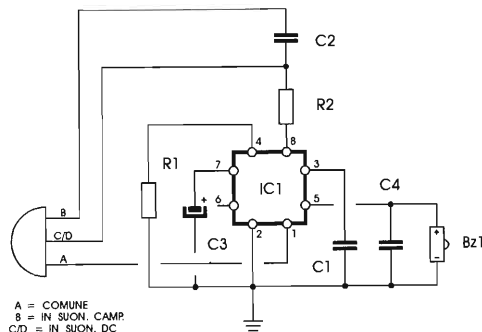 C2
R2
4
8
R1
7
3
IC1
C4
+
6
5
B
C/D
C3
2
1
C1
+
-
Bz1
A
A = COMUNE
B = IN SUON. CAMP.
C/D = IN SUON. DC